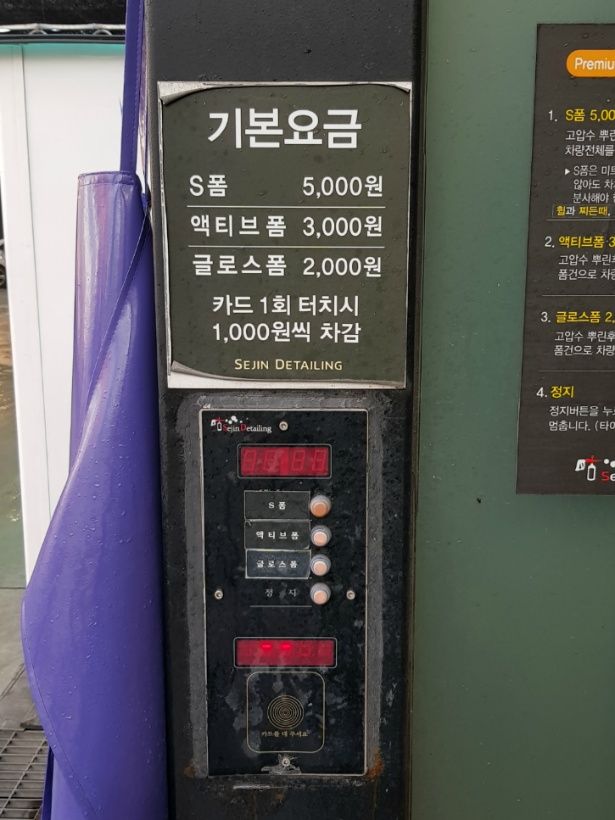 기본요금
S폼 5,000원
액티브폼 3,000원
글로스폼 2,000원
카드 1회 터치시
1,000원씩 차감
SEJIN DETAILING
Sejin Detailing
S폼
액티브폼
글로스폼
정지
카드를 대 주세요
Premiu
1. S폼 5,00
고압수 뿌린
차량전체를
▶ S폼은 미트
않아도 차
분사해야
휠과 찌든때,
2. 액티브폼 3
고압수 뿌린후
폼건으로 차량
3. 글로스폼 2,
고압수 뿌린후
폼건으로 차량
4. 정지
정지버튼을 누르
멈춥니다. (타이
Se